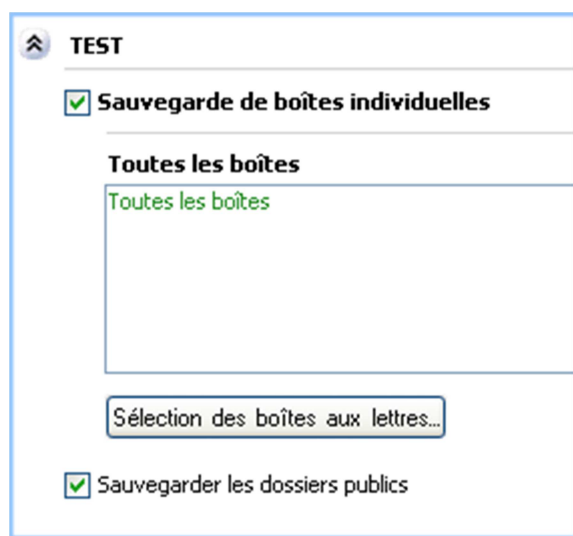 TEST
Sauvegarde de boîtes individuelles
Toutes les boîtes
Toutes les boîtes
Sélection des boîtes aux lettres...
Sauvegarder les dossiers publics